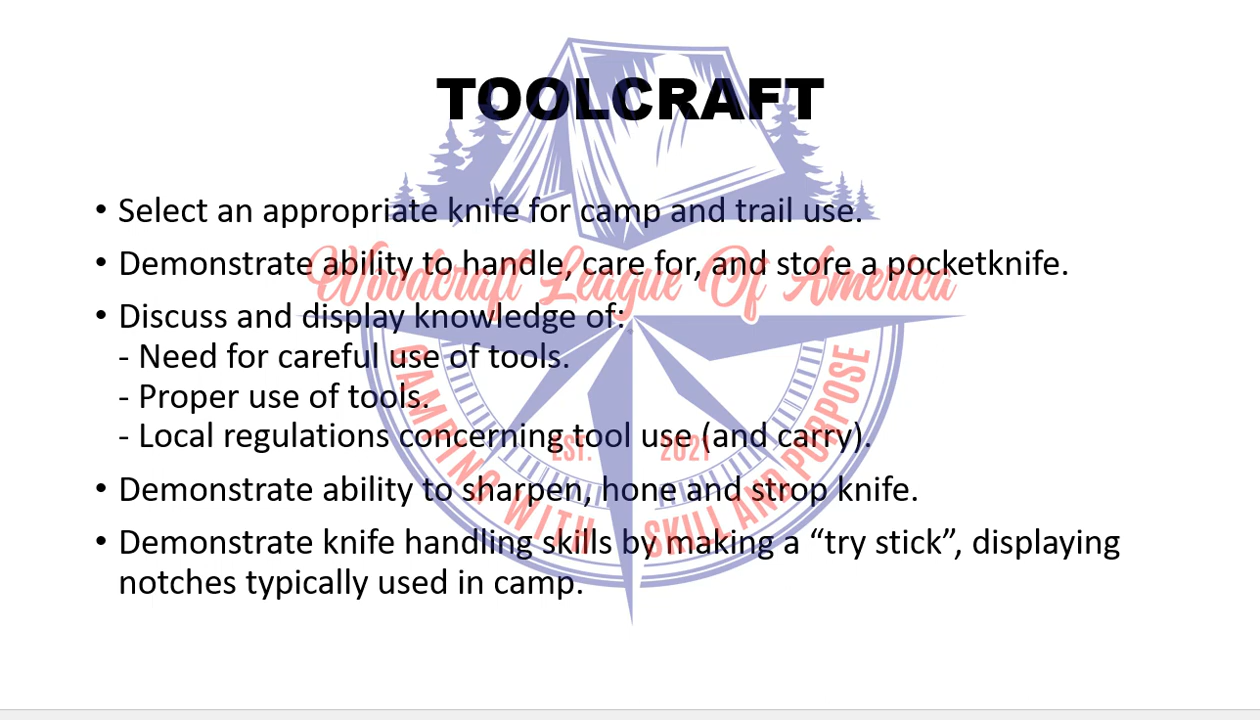 TOOLCRAFT
• Select an appropriate knife for camp and trail use.
• Demonstrate ability to handle, care for, and store a pocketknife.
• Discuss and display knowledge of:
- Need for careful use of tools.
- Proper use of tools.
- Local regulations concerning tool use (and carry).
• Demonstrate ability to sharpen, hone and strop knife.
• Demonstrate knife handling skills by making a “try stick”, displaying
notches typically used in camp.
Woodcraft League Of America
EST. 2021
CAMPING WITH SKILL AND PURPOSE